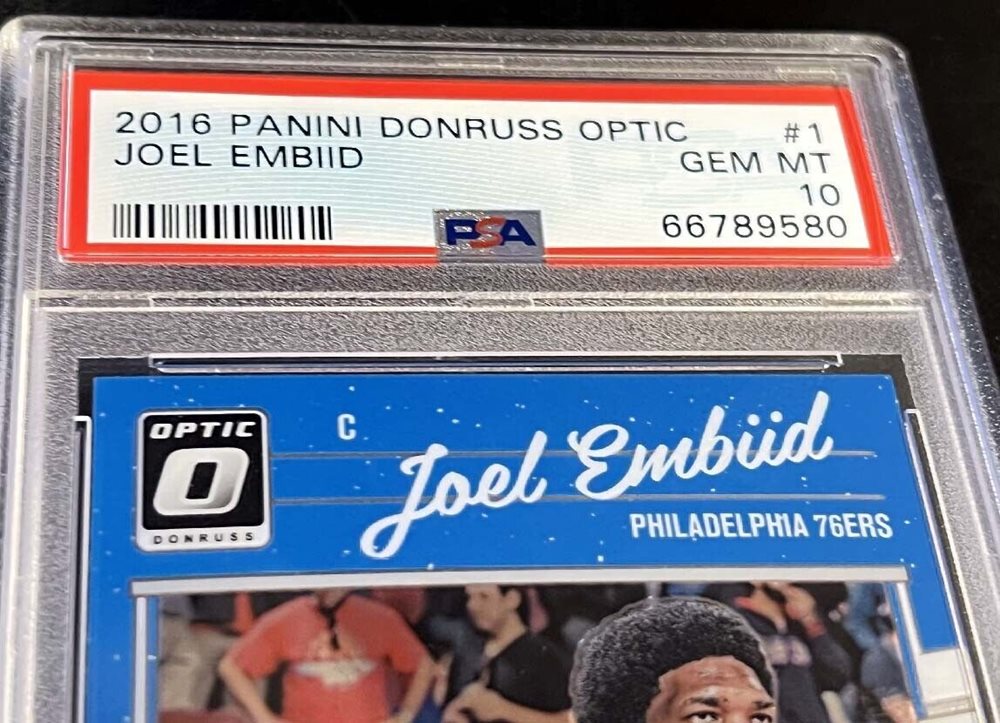 2016 PANINI DONRUSS OPTIC #1
JOEL EMBIID GEM MT
10
66789580
PSA
OPTIC
O
DONRUSS
C
Joel Embiid
PHILADELPHIA 76ERS